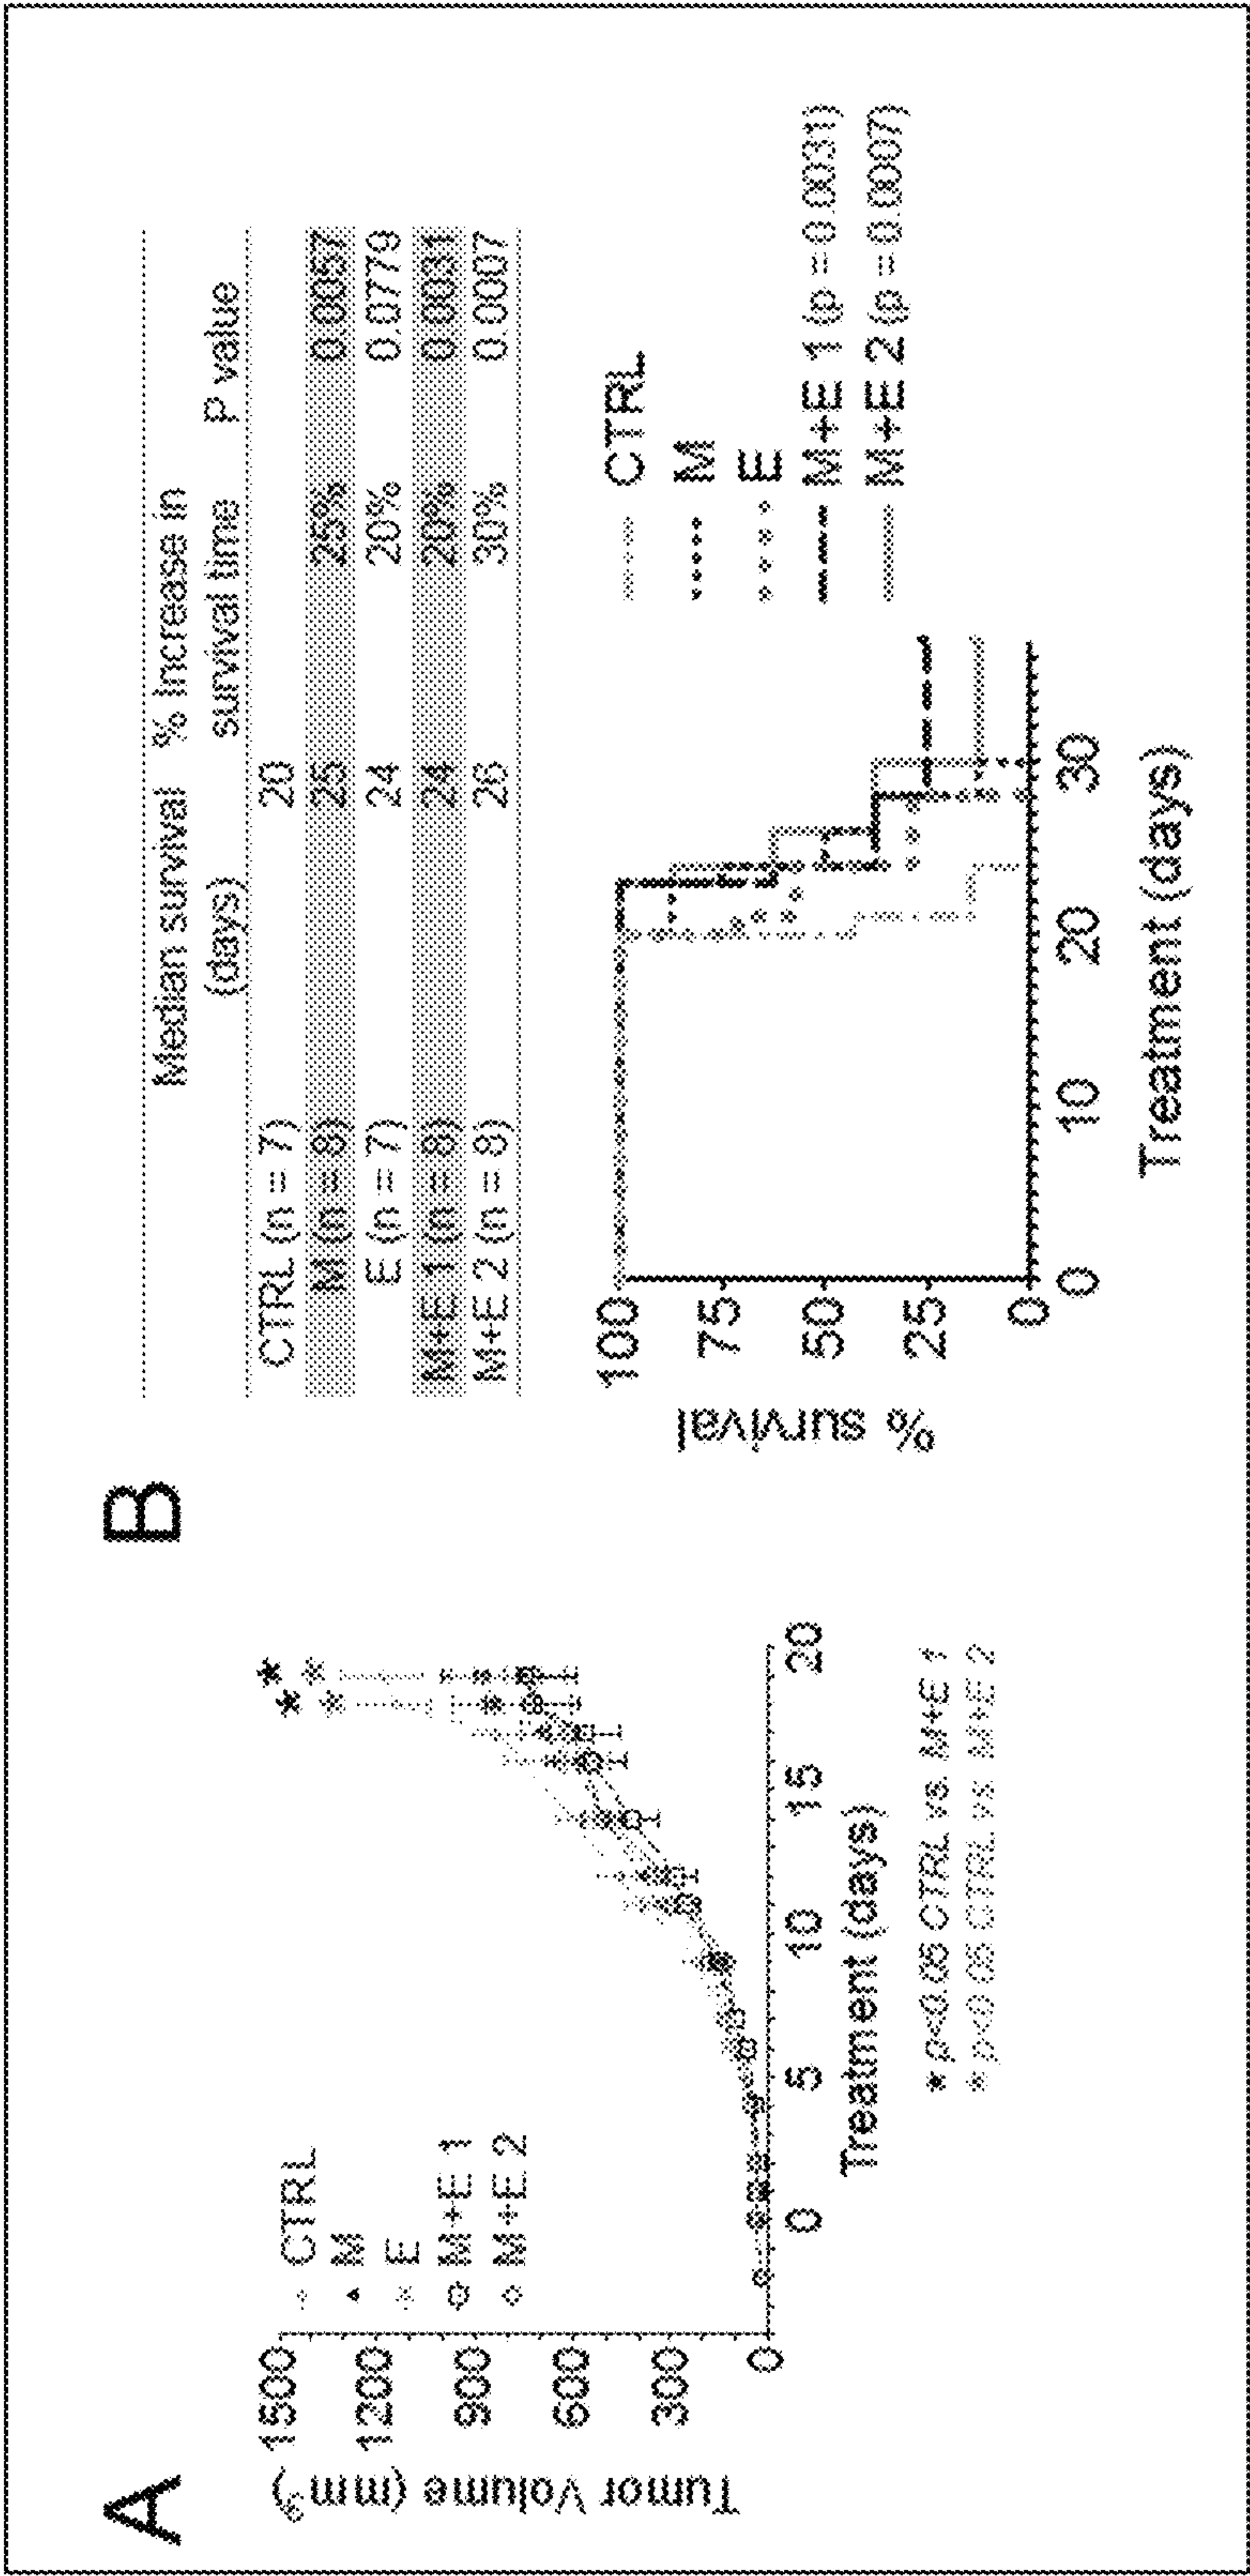 A
Tumor Volume (mm³)
1500
1200
900
600
300
0
CTRL
M
E
M+E 1
M+E 2
0 5 10 15 20
Treatment (days)
* p<0.05 CTRL vs. M+E 1
* p<0.05 CTRL vs. M+E 2
B
Median survival % Increase in
(days) survival time P value
CTRL (n = 7) 20
M (n = 8) 25 25% 0.0057
E (n = 7) 24 20% 0.0779
M+E 1 (n = 8) 24 20% 0.0031
M+E 2 (n = 8) 26 30% 0.0007
% survival
100
75
50
25
0
0 10 20 30
Treatment (days)
CTRL
M
E
M+E 1 (p = 0.0031)
M+E 2 (p = 0.0007)